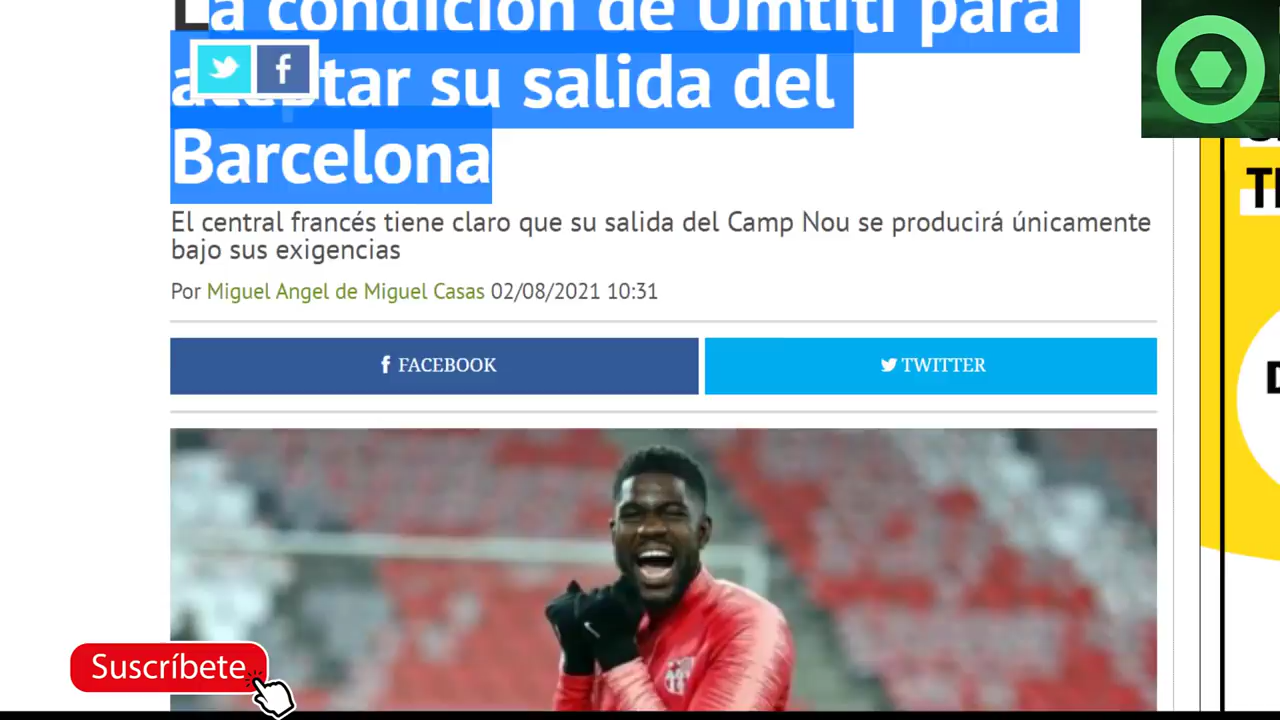 La condición de Umtiti para
aceptar su salida del
Barcelona
El central francés tiene claro que su salida del Camp Nou se producirá únicamente
bajo sus exigencias
Por Miguel Angel de Miguel Casas 02/08/2021 10:31
FACEBOOK
TWITTER
Suscríbete